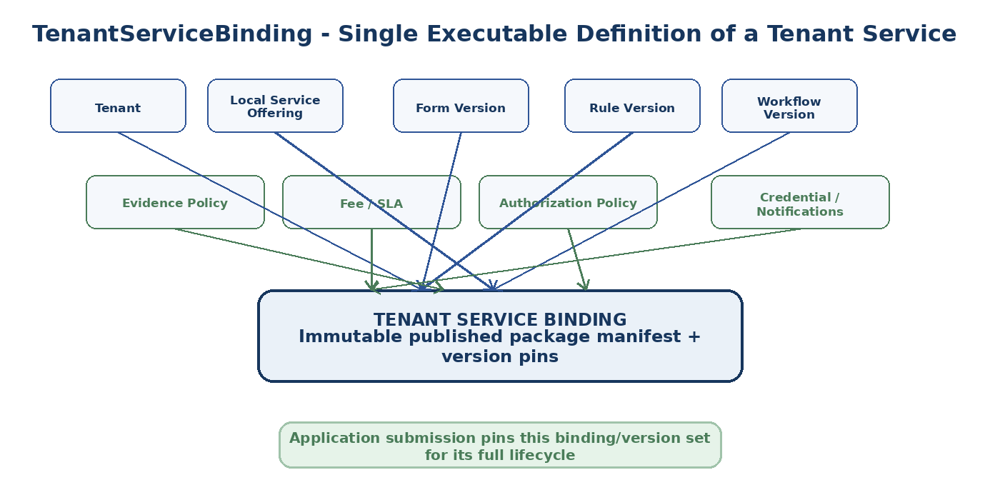 TenantServiceBinding - Single Executable Definition of a Tenant Service
Tenant
Local Service
Offering
Form Version
Rule Version
Workflow
Version
Evidence Policy
Fee / SLA
Authorization Policy
Credential /
Notifications
TENANT SERVICE BINDING
Immutable published package manifest +
version pins
Application submission pins this binding/version set
for its full lifecycle